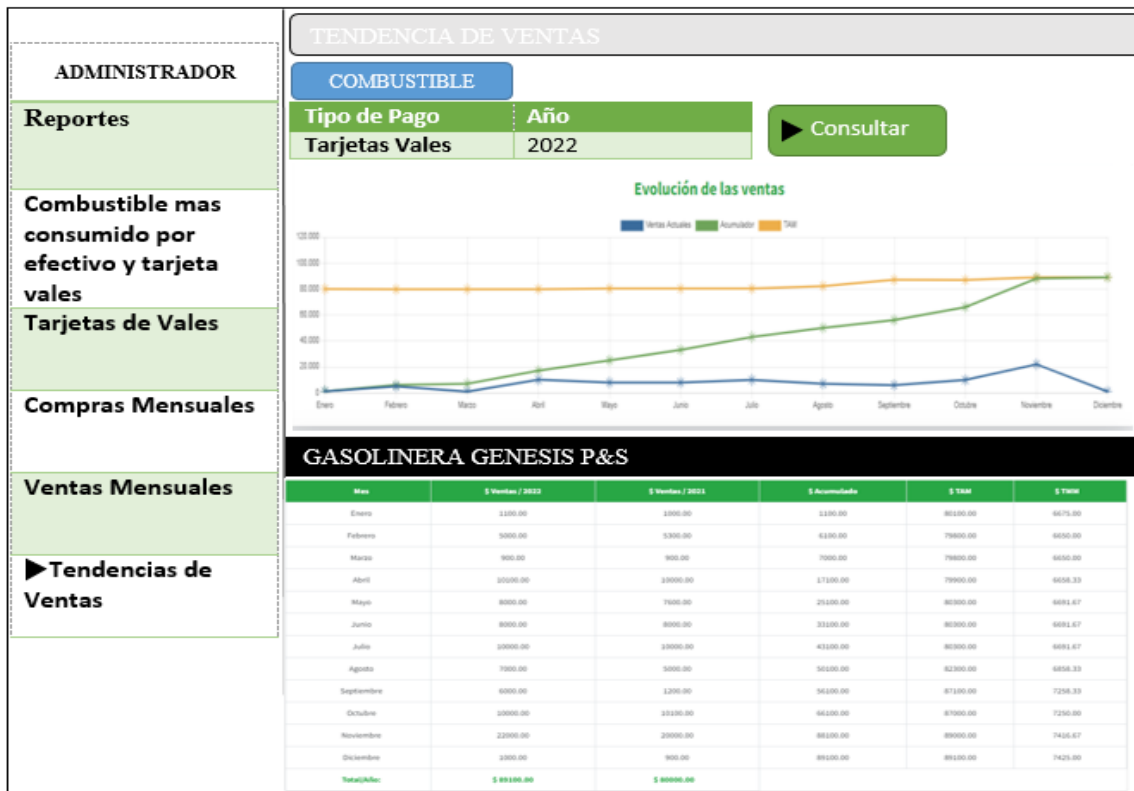 ADMINISTRADOR
Reportes
Combustible mas
consumido por
efectivo y tarjeta
vales
Tarjetas de Vales
Compras Mensuales
Ventas Mensuales
▶Tendencias de
Ventas
TENDENCIA DE VENTAS
COMBUSTIBLE
Tipo de Pago Año
Tarjetas Vales 2022
▶ Consultar
Evolución de las ventas
Ventas Actuales Acumulador TAM
120.000
100.000
80.000
60.000
40.000
20.000
0
Enero Febrero Marzo Abril Mayo Junio Julio Agosto Septiembre Octubre Noviembre Diciembre
GASOLINERA GENESIS P&S
Mes $ Ventas / 2022 $ Ventas / 2021 $ Acumulado $ TAM $ TMM
Enero 1100.00 1000.00 1100.00 80100.00 6675.00
Febrero 5000.00 5300.00 6100.00 79800.00 6650.00
Marzo 900.00 900.00 7000.00 79800.00 6650.00
Abril 10100.00 10000.00 17100.00 79900.00 6658.33
Mayo 8000.00 7600.00 25100.00 80300.00 6691.67
Junio 8000.00 8000.00 33100.00 80300.00 6691.67
Julio 10000.00 10000.00 43100.00 80300.00 6691.67
Agosto 7000.00 5000.00 50100.00 82300.00 6858.33
Septiembre 6000.00 1200.00 56100.00 87100.00 7258.33
Octubre 10000.00 10100.00 66100.00 87000.00 7250.00
Noviembre 22000.00 20000.00 88100.00 89000.00 7416.67
Diciembre 1000.00 900.00 89100.00 89100.00 7425.00
Total/Año: $ 89100.00 $ 80000.00